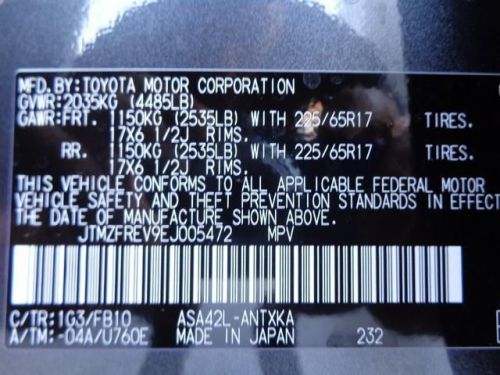 MFD.BY:TOYOTA MOTOR CORPORATION
GVWR:2035KG (4485LB)
GAWR:FRT. 1150KG (2535LB) WITH 225/65R17 TIRES.
17X6 1/2J RIMS.
RR. 1150KG (2535LB) WITH 225/65R17 TIRES.
17X6 1/2J RIMS.
THIS VEHICLE CONFORMS TO ALL APPLICABLE FEDERAL MOTOR
VEHICLE SAFETY AND THEFT PREVENTION STANDARDS IN EFFECT
THE DATE OF MANUFACTURE SHOWN ABOVE.
JTMZFREV9EJ005472 MPV
C/TR:1G3/FB10 ASA42L-ANTXKA
A/TM:-04A/U760E MADE IN JAPAN 232